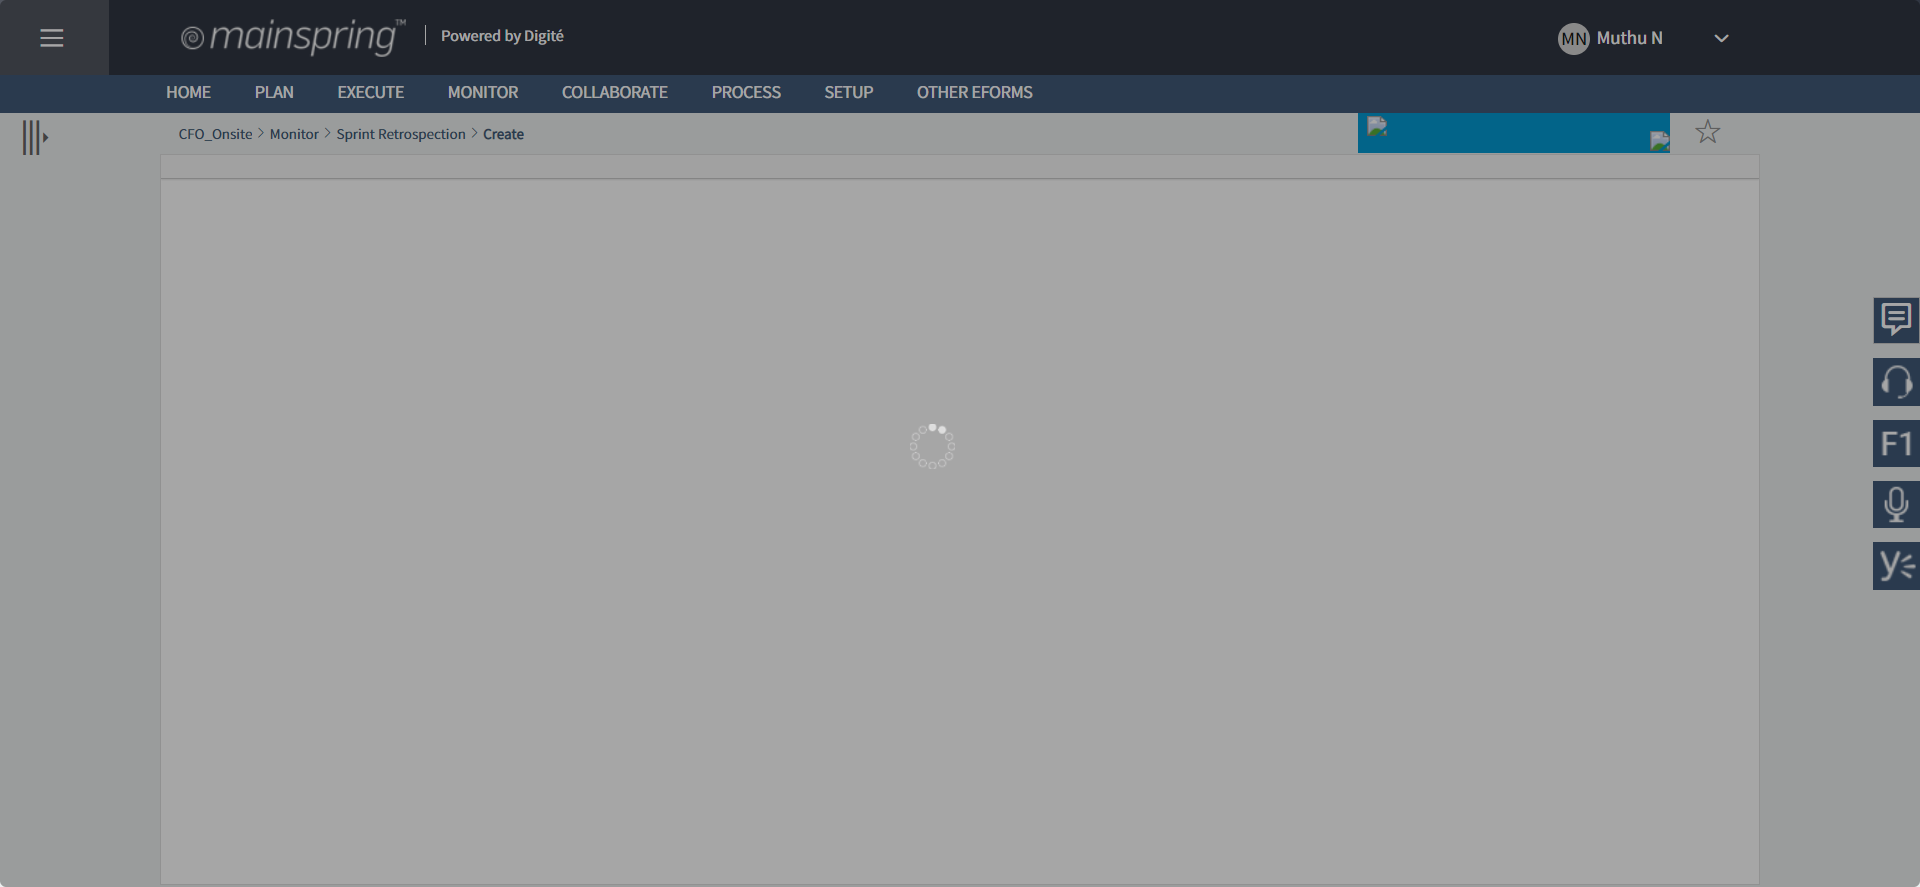 mainspring™ Powered by Digité
MN Muthu N
HOME PLAN EXECUTE MONITOR COLLABORATE PROCESS SETUP OTHER EFORMS
CFO_Onsite > Monitor > Sprint Retrospection > Create
F1